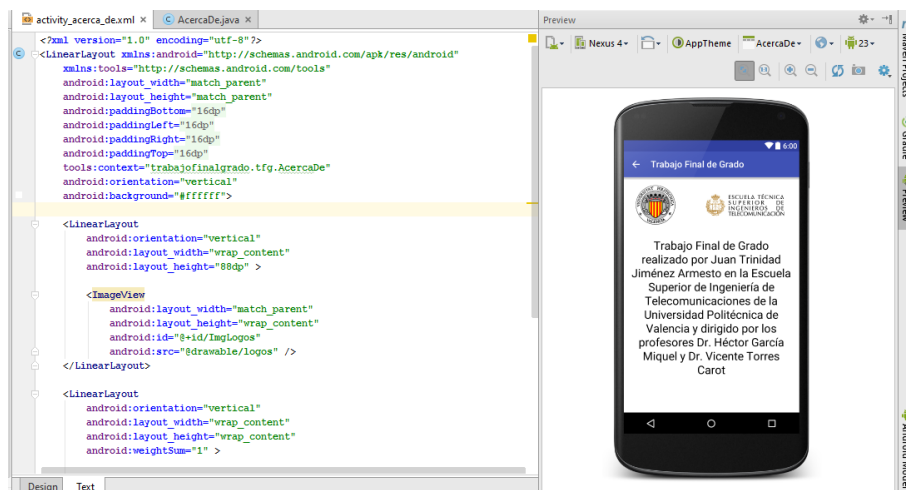 activity_acerca_de.xml ×
C AcercaDe.java ×
Preview
Nexus 4
AppTheme
AcercaDe
23
<?xml version="1.0" encoding="utf-8"?>
<LinearLayout xmlns:android="http://schemas.android.com/apk/res/android"
xmlns:tools="http://schemas.android.com/tools"
android:layout_width="match_parent"
android:layout_height="match_parent"
android:paddingBottom="16dp"
android:paddingLeft="16dp"
android:paddingRight="16dp"
android:paddingTop="16dp"
tools:context="trabajofinalgrado.tfg.AcercaDe"
android:orientation="vertical"
android:background="#ffffff">
<LinearLayout
android:orientation="vertical"
android:layout_width="wrap_content"
android:layout_height="88dp" >
<ImageView
android:layout_width="match_parent"
android:layout_height="wrap_content"
android:id="@+id/ImgLogos"
android:src="@drawable/logos" />
</LinearLayout>
<LinearLayout
android:orientation="vertical"
android:layout_width="wrap_content"
android:layout_height="wrap_content"
android:weightSum="1" >
Design Text
6:00
Trabajo Final de Grado
ESCUELA TÉCNICA
SUPERIOR DE
INGENIEROS DE
TELECOMUNICACIÓN
Trabajo Final de Grado
realizado por Juan Trinidad
Jiménez Armesto en la Escuela
Superior de Ingeniería de
Telecomunicaciones de la
Universidad Politécnica de
Valencia y dirigido por los
profesores Dr. Héctor García
Miquel y Dr. Vicente Torres
Carot
Maven Projects
Gradle
Preview
Android Model